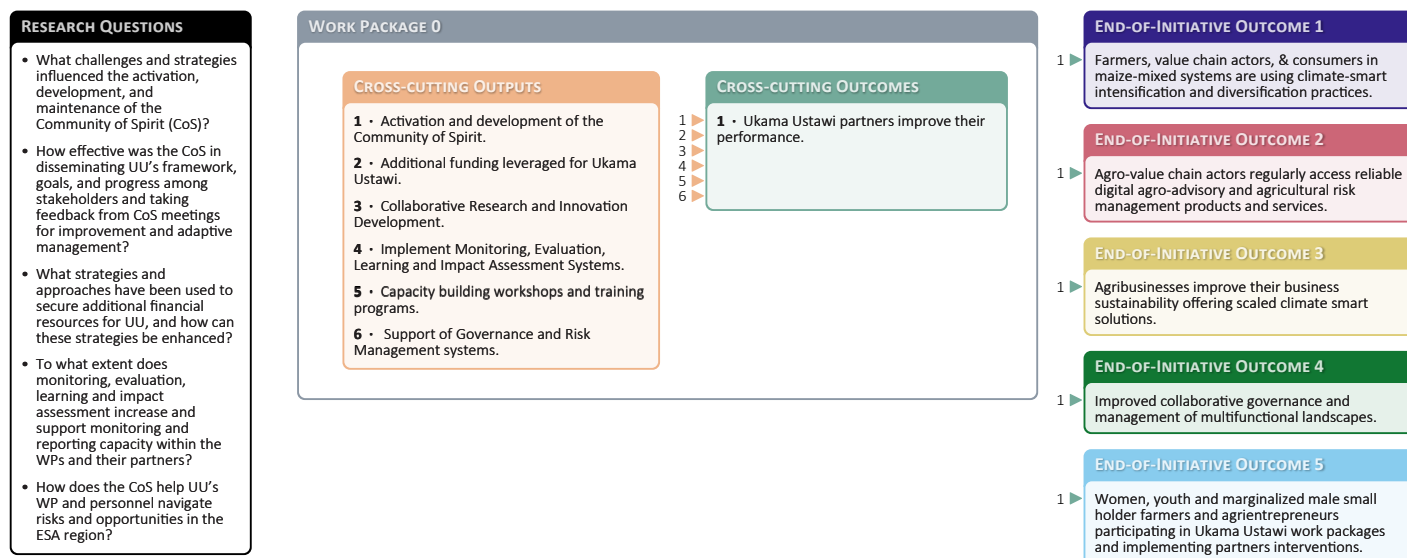 RESEARCH QUESTIONS
• What challenges and strategies
influenced the activation,
development, and
maintenance of the
Community of Spirit (CoS)?
• How effective was the CoS in
disseminating UU's framework,
goals, and progress among
stakeholders and taking
feedback from CoS meetings
for improvement and adaptive
management?
• What strategies and
approaches have been used to
secure additional financial
resources for UU, and how can
these strategies be enhanced?
• To what extent does
monitoring, evaluation,
learning and impact
assessment increase and
support monitoring and
reporting capacity within the
WPs and their partners?
• How does the CoS help UU's
WP and personnel navigate
risks and opportunities in the
ESA region?
WORK PACKAGE 0
CROSS-CUTTING OUTPUTS
1 · Activation and development of the
Community of Spirit.
2 · Additional funding leveraged for Ukama
Ustawi.
3 · Collaborative Research and Innovation
Development.
4 · Implement Monitoring, Evaluation,
Learning and Impact Assessment Systems.
5 · Capacity building workshops and training
programs.
6 · Support of Governance and Risk
Management systems.
1
2
3
4
5
6
CROSS-CUTTING OUTCOMES
1 · Ukama Ustawi partners improve their
performance.
END-OF-INITIATIVE OUTCOME 1
1
Farmers, value chain actors, & consumers in
maize-mixed systems are using climate-smart
intensification and diversification practices.
END-OF-INITIATIVE OUTCOME 2
1
Agro-value chain actors regularly access reliable
digital agro-advisory and agricultural risk
management products and services.
END-OF-INITIATIVE OUTCOME 3
1
Agribusinesses improve their business
sustainability offering scaled climate smart
solutions.
END-OF-INITIATIVE OUTCOME 4
1
Improved collaborative governance and
management of multifunctional landscapes.
END-OF-INITIATIVE OUTCOME 5
1
Women, youth and marginalized male small
holder farmers and agrientrepreneurs
participating in Ukama Ustawi work packages
and implementing partners interventions.